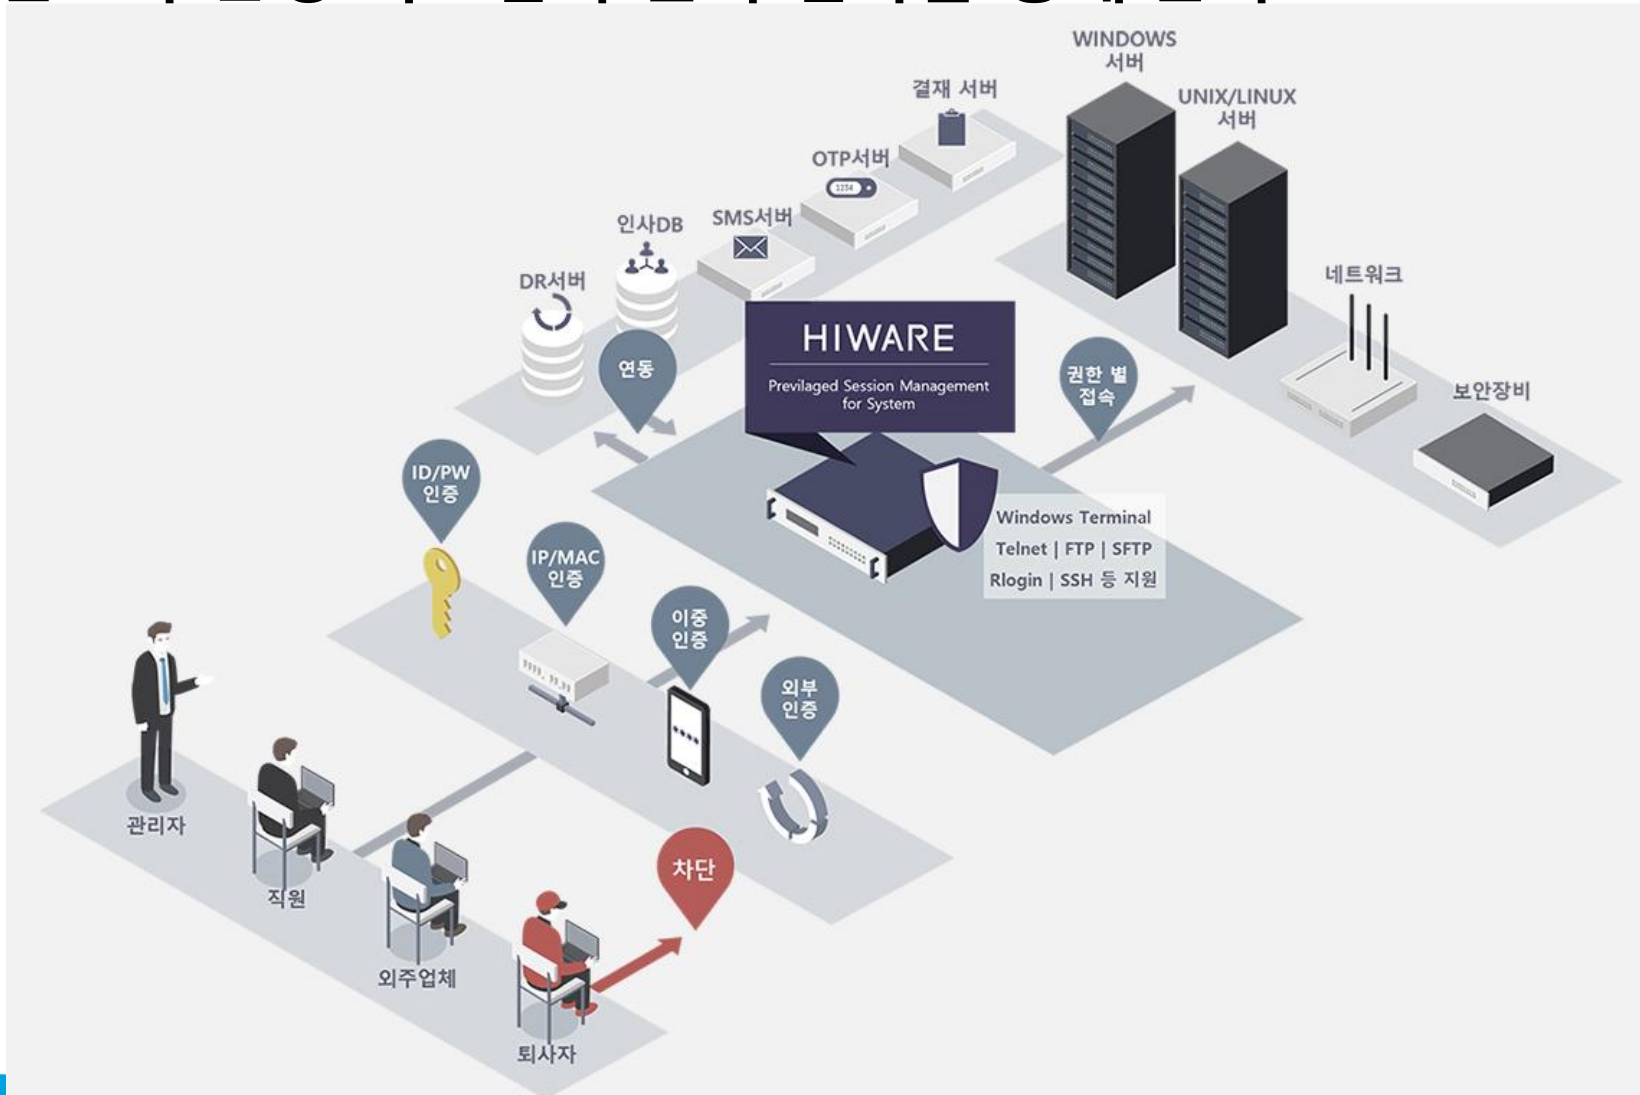 WINDOWS
서버
UNIX/LINUX
서버
결재 서버
OTP서버
1234
SMS서버
인사DB
DR서버
네트워크
보안장비
연동
HIWARE
Previlaged Session Management
for System
권한 별
접속
Windows Terminal
Telnet | FTP | SFTP
Rlogin | SSH 등 지원
ID/PW
인증
IP/MAC
인증
이중
인증
외부
인증
관리자
직원
외주업체
퇴사자
차단